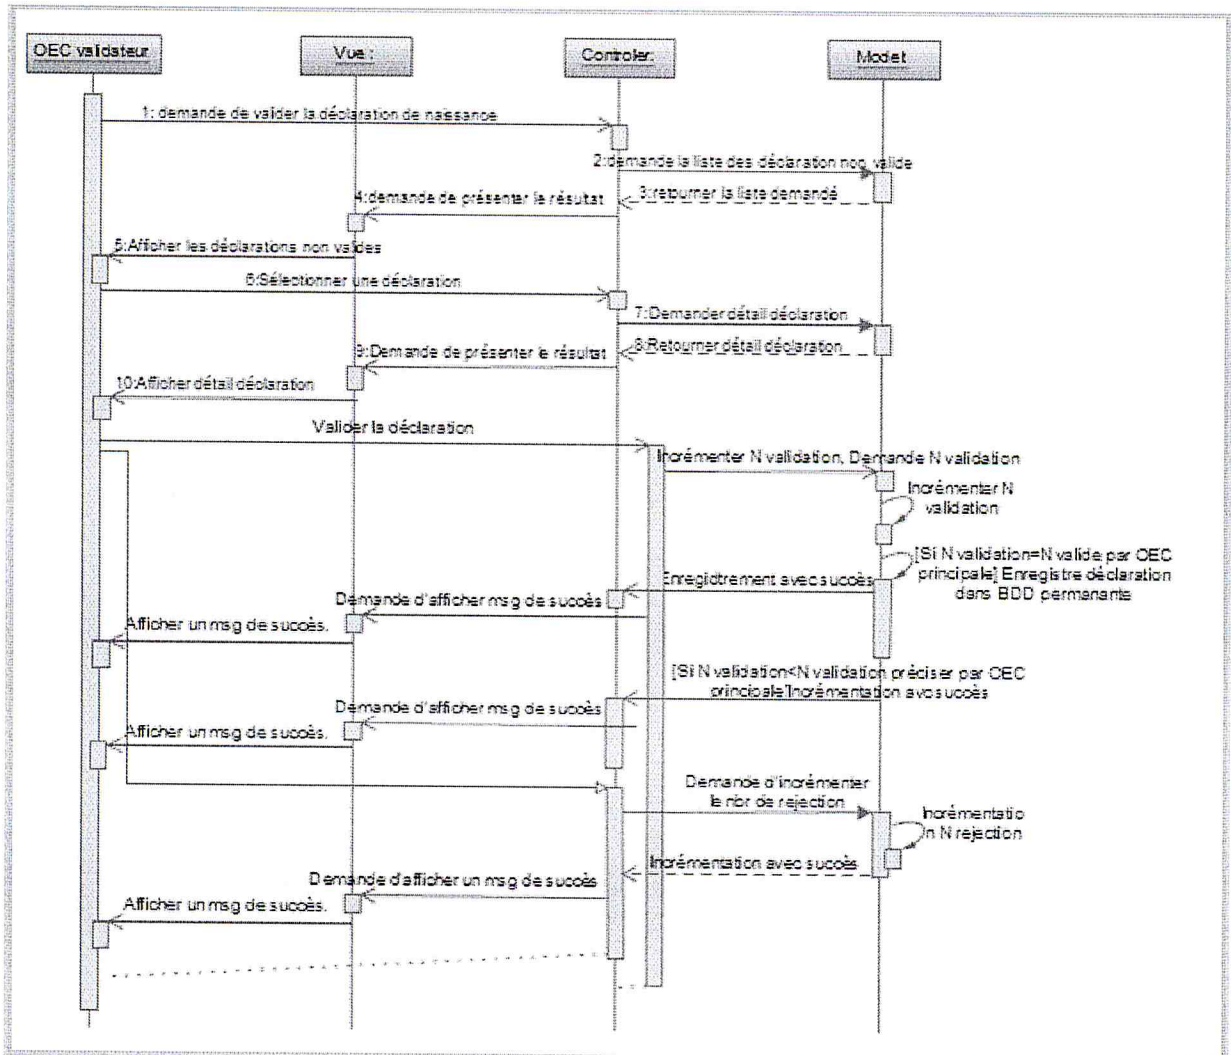 OEC validateur
Vue :
Controler:
Model:
1: demande de valider la déclaration de naissance
2:demande la liste des déclaration non valide
3:retourner la liste demandé
4:demande de présenter le résultat
5:Afficher les déclarations non valides
6:Sélectionner une déclaration
7:Demander détail déclaration
8:Retourner détail déclaration
9:Demande de présenter le résultat
10:Afficher détail déclaration
Valider la déclaration
Incrémenter N validation, Demande N validation
Incrémenter N
validation
[Si N validation=N valide par OEC
principale] Enregistre déclaration
dans BDD permanante
Enregidtrement avec succès
Demande d'afficher msg de succès
Afficher un msg de succès.
[Si N validation<N validation préciser par OEC
principale]Incrémentation avc succès
Demande d'afficher msg de succès
Afficher un msg de succès.
Demande d'incrémenter
le nbr de rejection
Incrémentatio
n N rejection
Incrémentation avec succès
Demande d'afficher un msg de succès
Afficher un msg de succès.